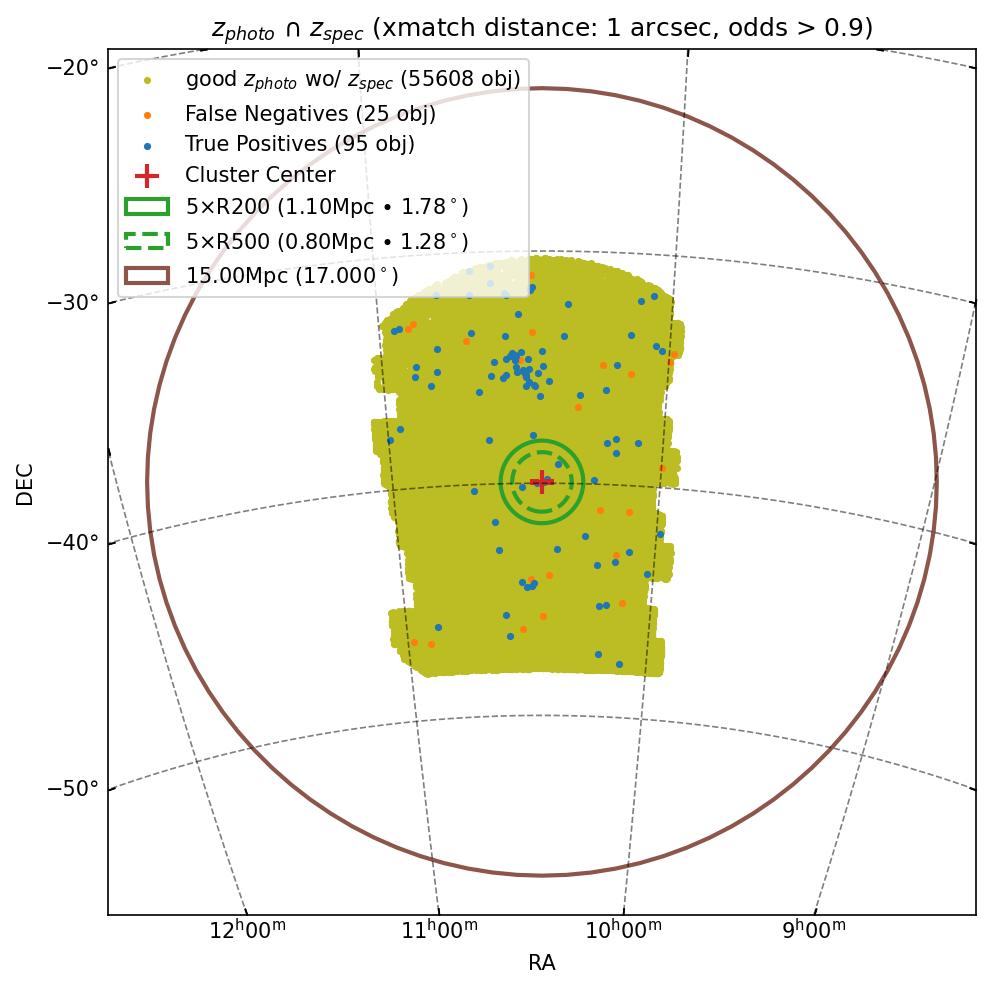 z_photo ∩ z_spec (xmatch distance: 1 arcsec, odds > 0.9)
good z_photo wo/ z_spec (55608 obj)
False Negatives (25 obj)
True Positives (95 obj)
Cluster Center
5×R200 (1.10Mpc • 1.78°)
5×R500 (0.80Mpc • 1.28°)
15.00Mpc (17.000°)
−20°
−30°
−40°
−50°
DEC
12ʰ00ᵐ 11ʰ00ᵐ 10ʰ00ᵐ 9ʰ00ᵐ
RA